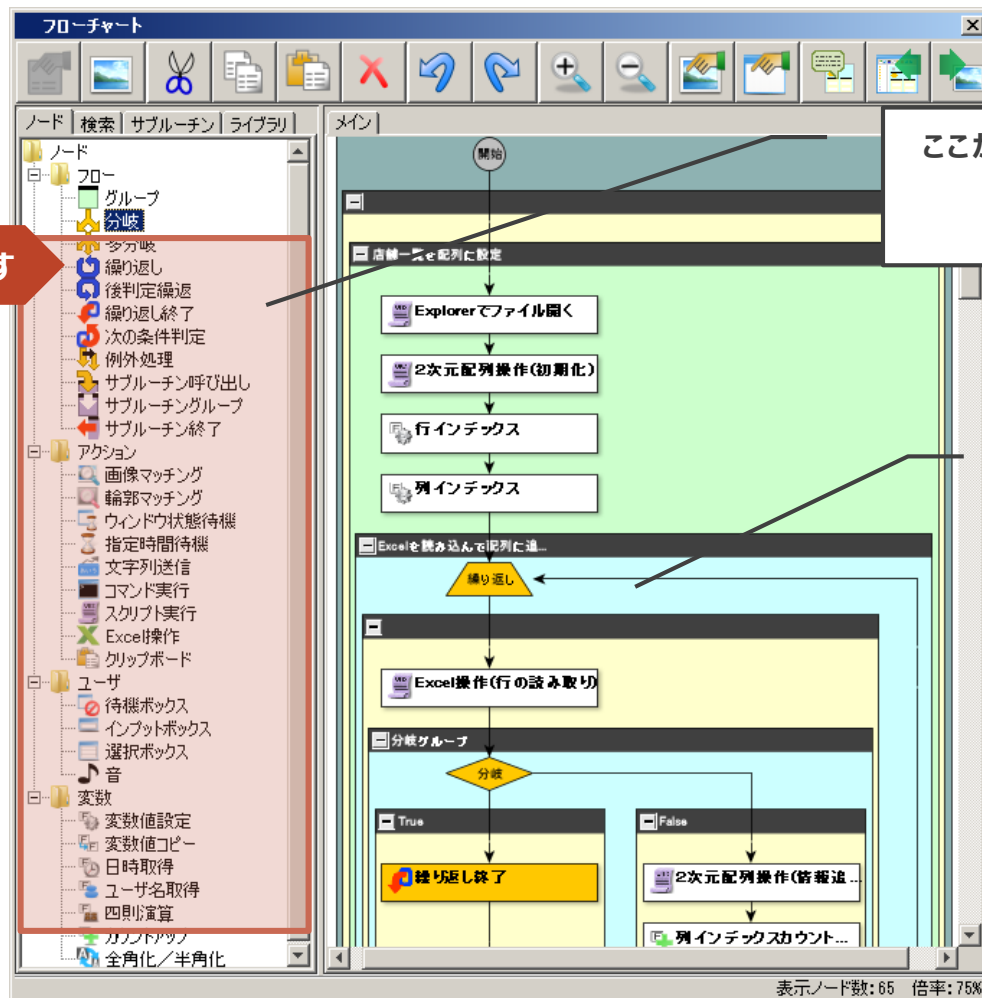 フローチャート
ノード
検索
サブルーチン
ライブラリ
メイン
ノード
フロー
グループ
分岐
多分岐
繰り返し
後判定繰返
繰り返し終了
次の条件判定
例外処理
サブルーチン呼び出し
サブルーチングループ
サブルーチン終了
アクション
画像マッチング
輪郭マッチング
ウィンドウ状態待機
指定時間待機
文字列送信
コマンド実行
スクリプト実行
Excel操作
クリップボード
ユーザ
待機ボックス
インプットボックス
選択ボックス
音
変数
変数値設定
変数値コピー
日時取得
ユーザ名取得
四則演算
カウントアップ
全角化/半角化
す
ここが
開始
店舗一覧を配列に設定
Explorerでファイル開く
2次元配列操作(初期化)
行インデックス
列インデックス
Excelを読み込んで配列に追...
繰り返し
Excel操作(行の読み取り)
分岐グループ
分岐
True
False
繰り返し終了
2次元配列操作(情報追...
列インデックスカウント...
表示ノード数:65 倍率:75%